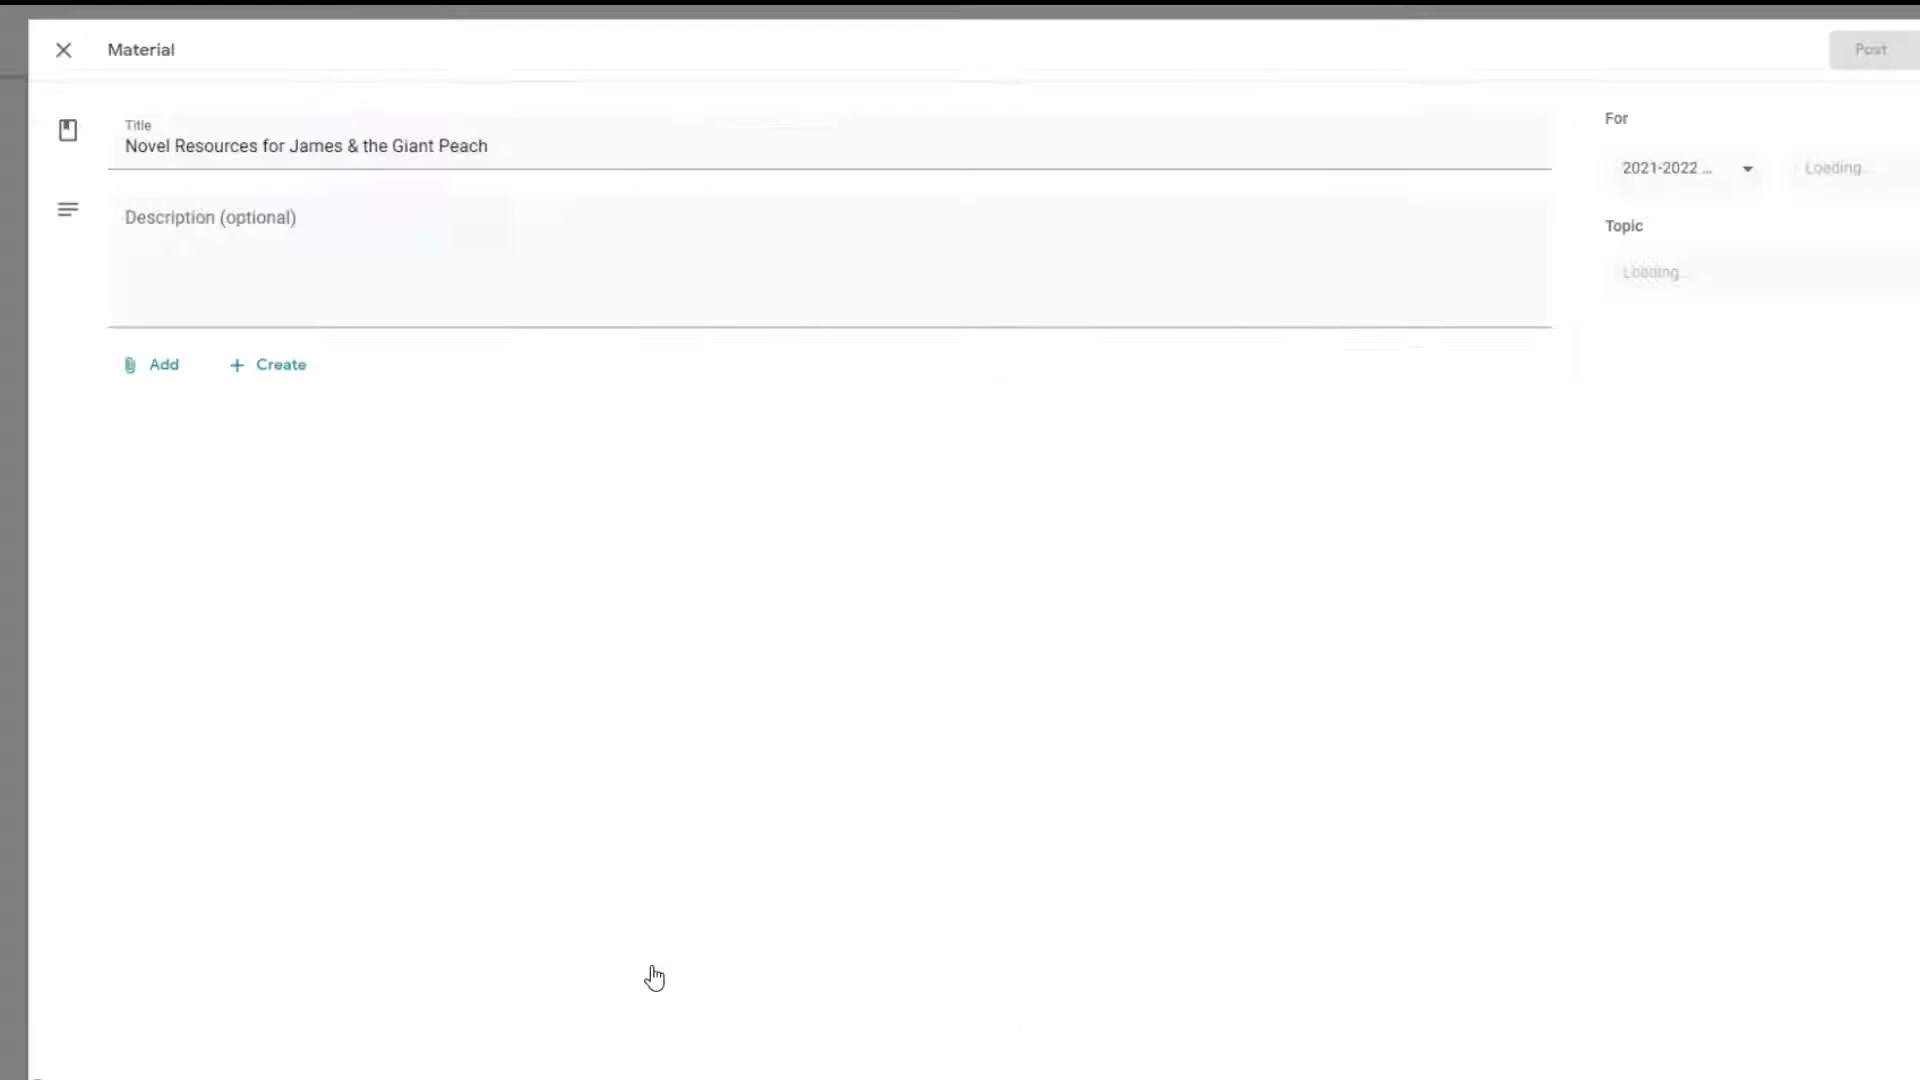 Material
Post
Title
Novel Resources for James & the Giant Peach
For
2021-2022 ...
Loading...
Description (optional)
Topic
Loading...
Add
Create